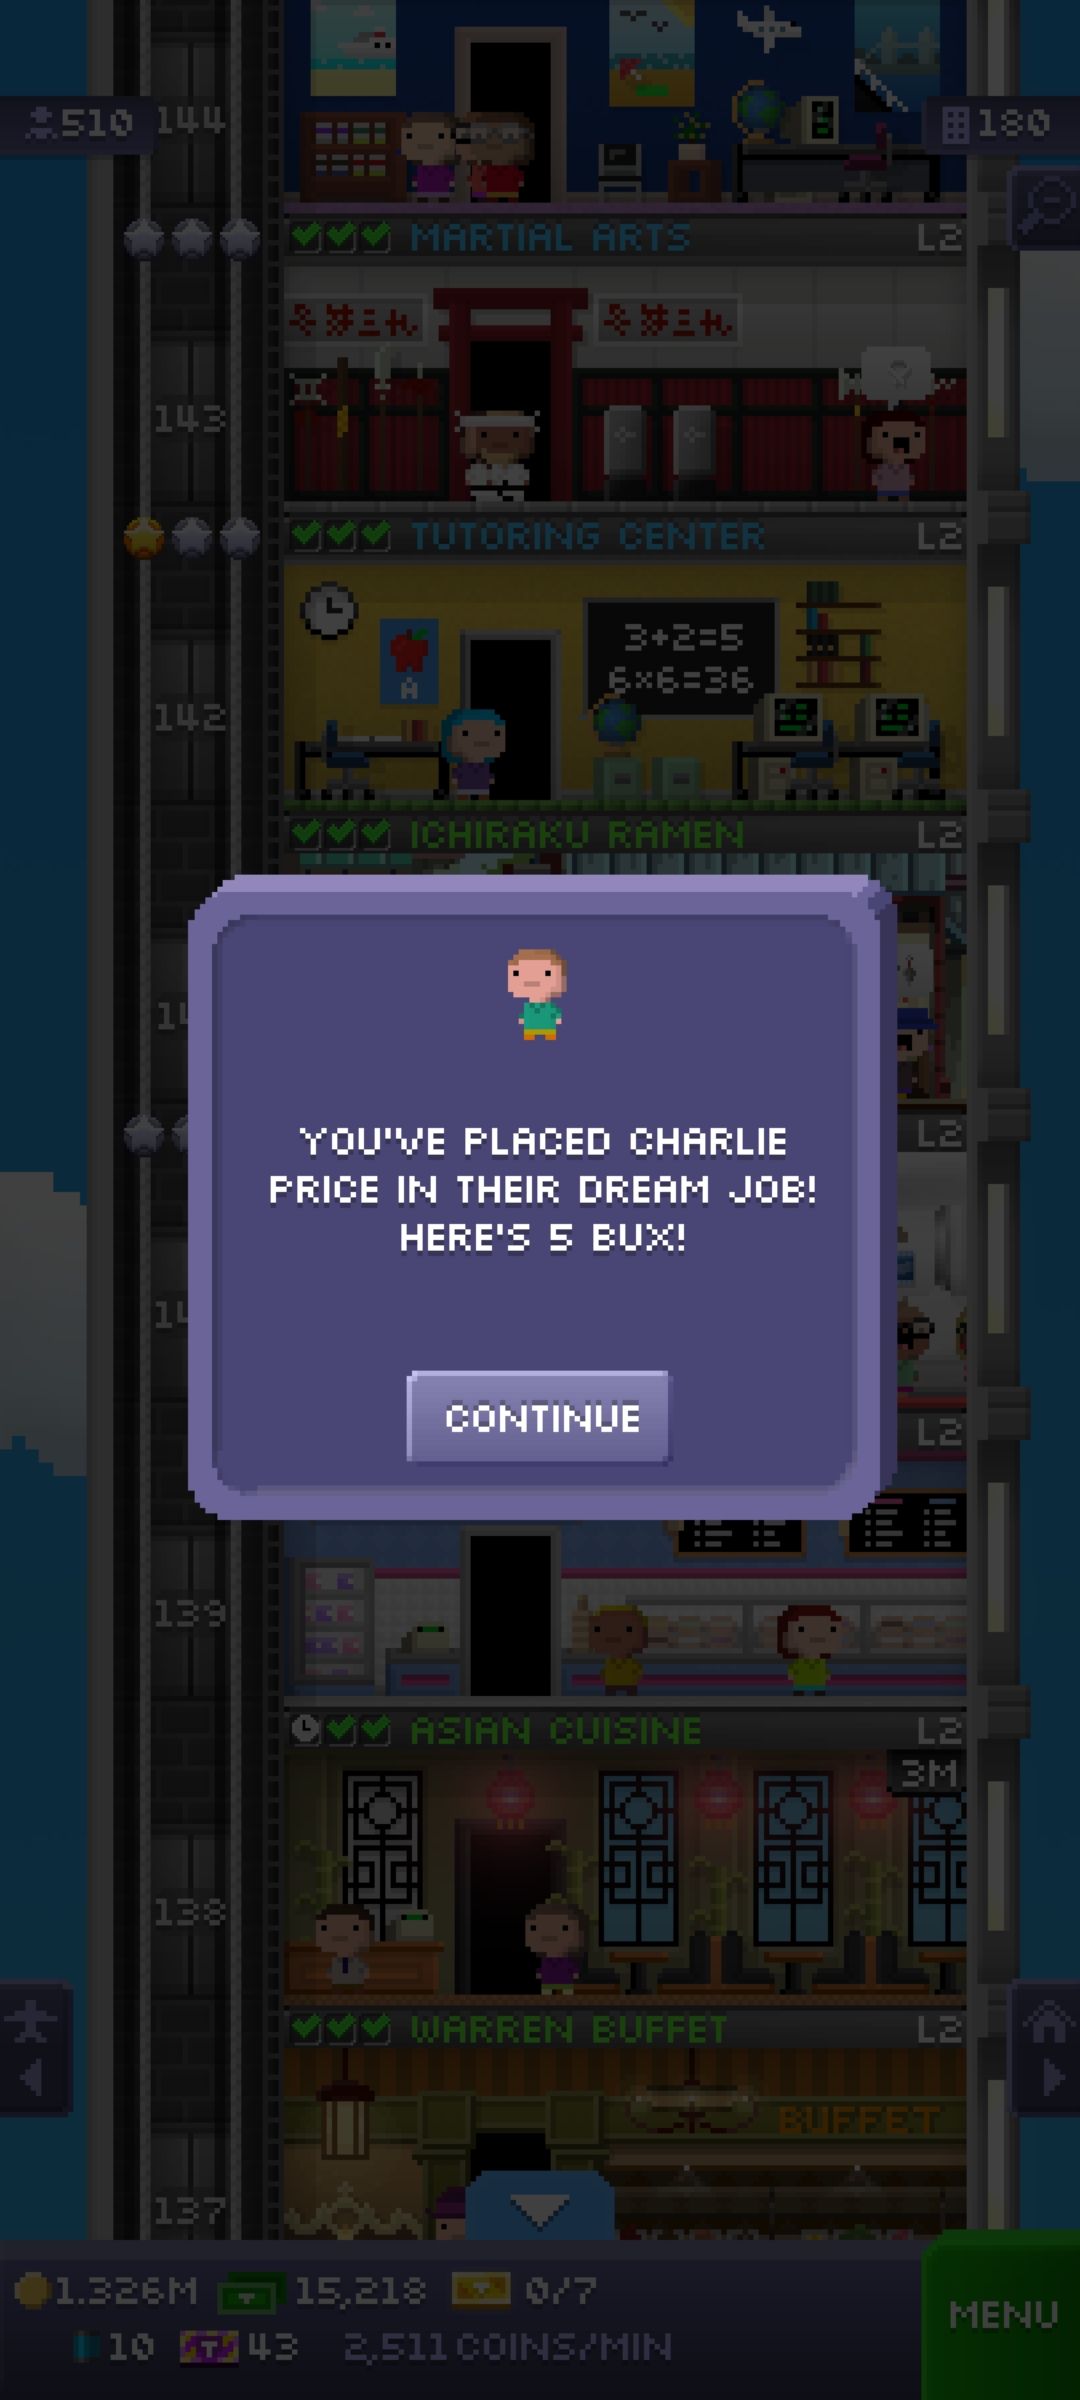 510
144
180
MARTIAL ARTS
L2
143
TUTORING CENTER
L2
3+2=5
6×6=36
A
142
ICHIRAKU RAMEN
L2
14
L2
YOU'VE PLACED CHARLIE
PRICE IN THEIR DREAM JOB!
HERE'S 5 BUX!
14
CONTINUE
L2
139
ASIAN CUISINE
L2
3M
138
WARREN BUFFET
L2
BUFFET
137
1.326M
15,218
0/7
MENU
10
T
43
2,511 COINS/MIN